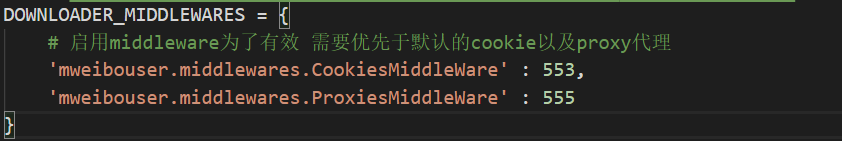 DOWNLOADER_MIDDLEWARES = {
# 启用middleware为了有效 需要优先于默认的cookie以及proxy代理
'mweibouser.middlewares.CookiesMiddleWare' : 553,
'mweibouser.middlewares.ProxiesMiddleWare' : 555
}